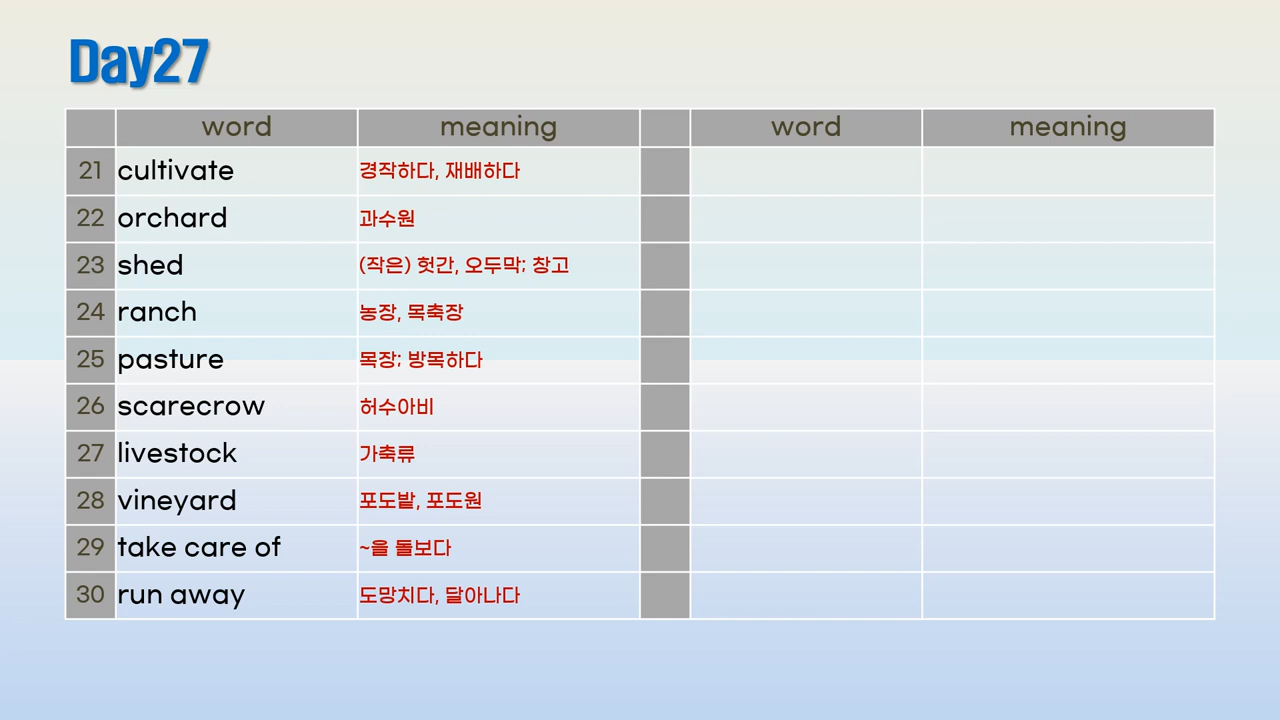 Day27
word meaning word meaning
21 cultivate 경작하다, 재배하다
22 orchard 과수원
23 shed (작은) 헛간, 오두막; 창고
24 ranch 농장, 목축장
25 pasture 목장; 방목하다
26 scarecrow 허수아비
27 livestock 가축류
28 vineyard 포도밭, 포도원
29 take care of ~을 돌보다
30 run away 도망치다, 달아나다